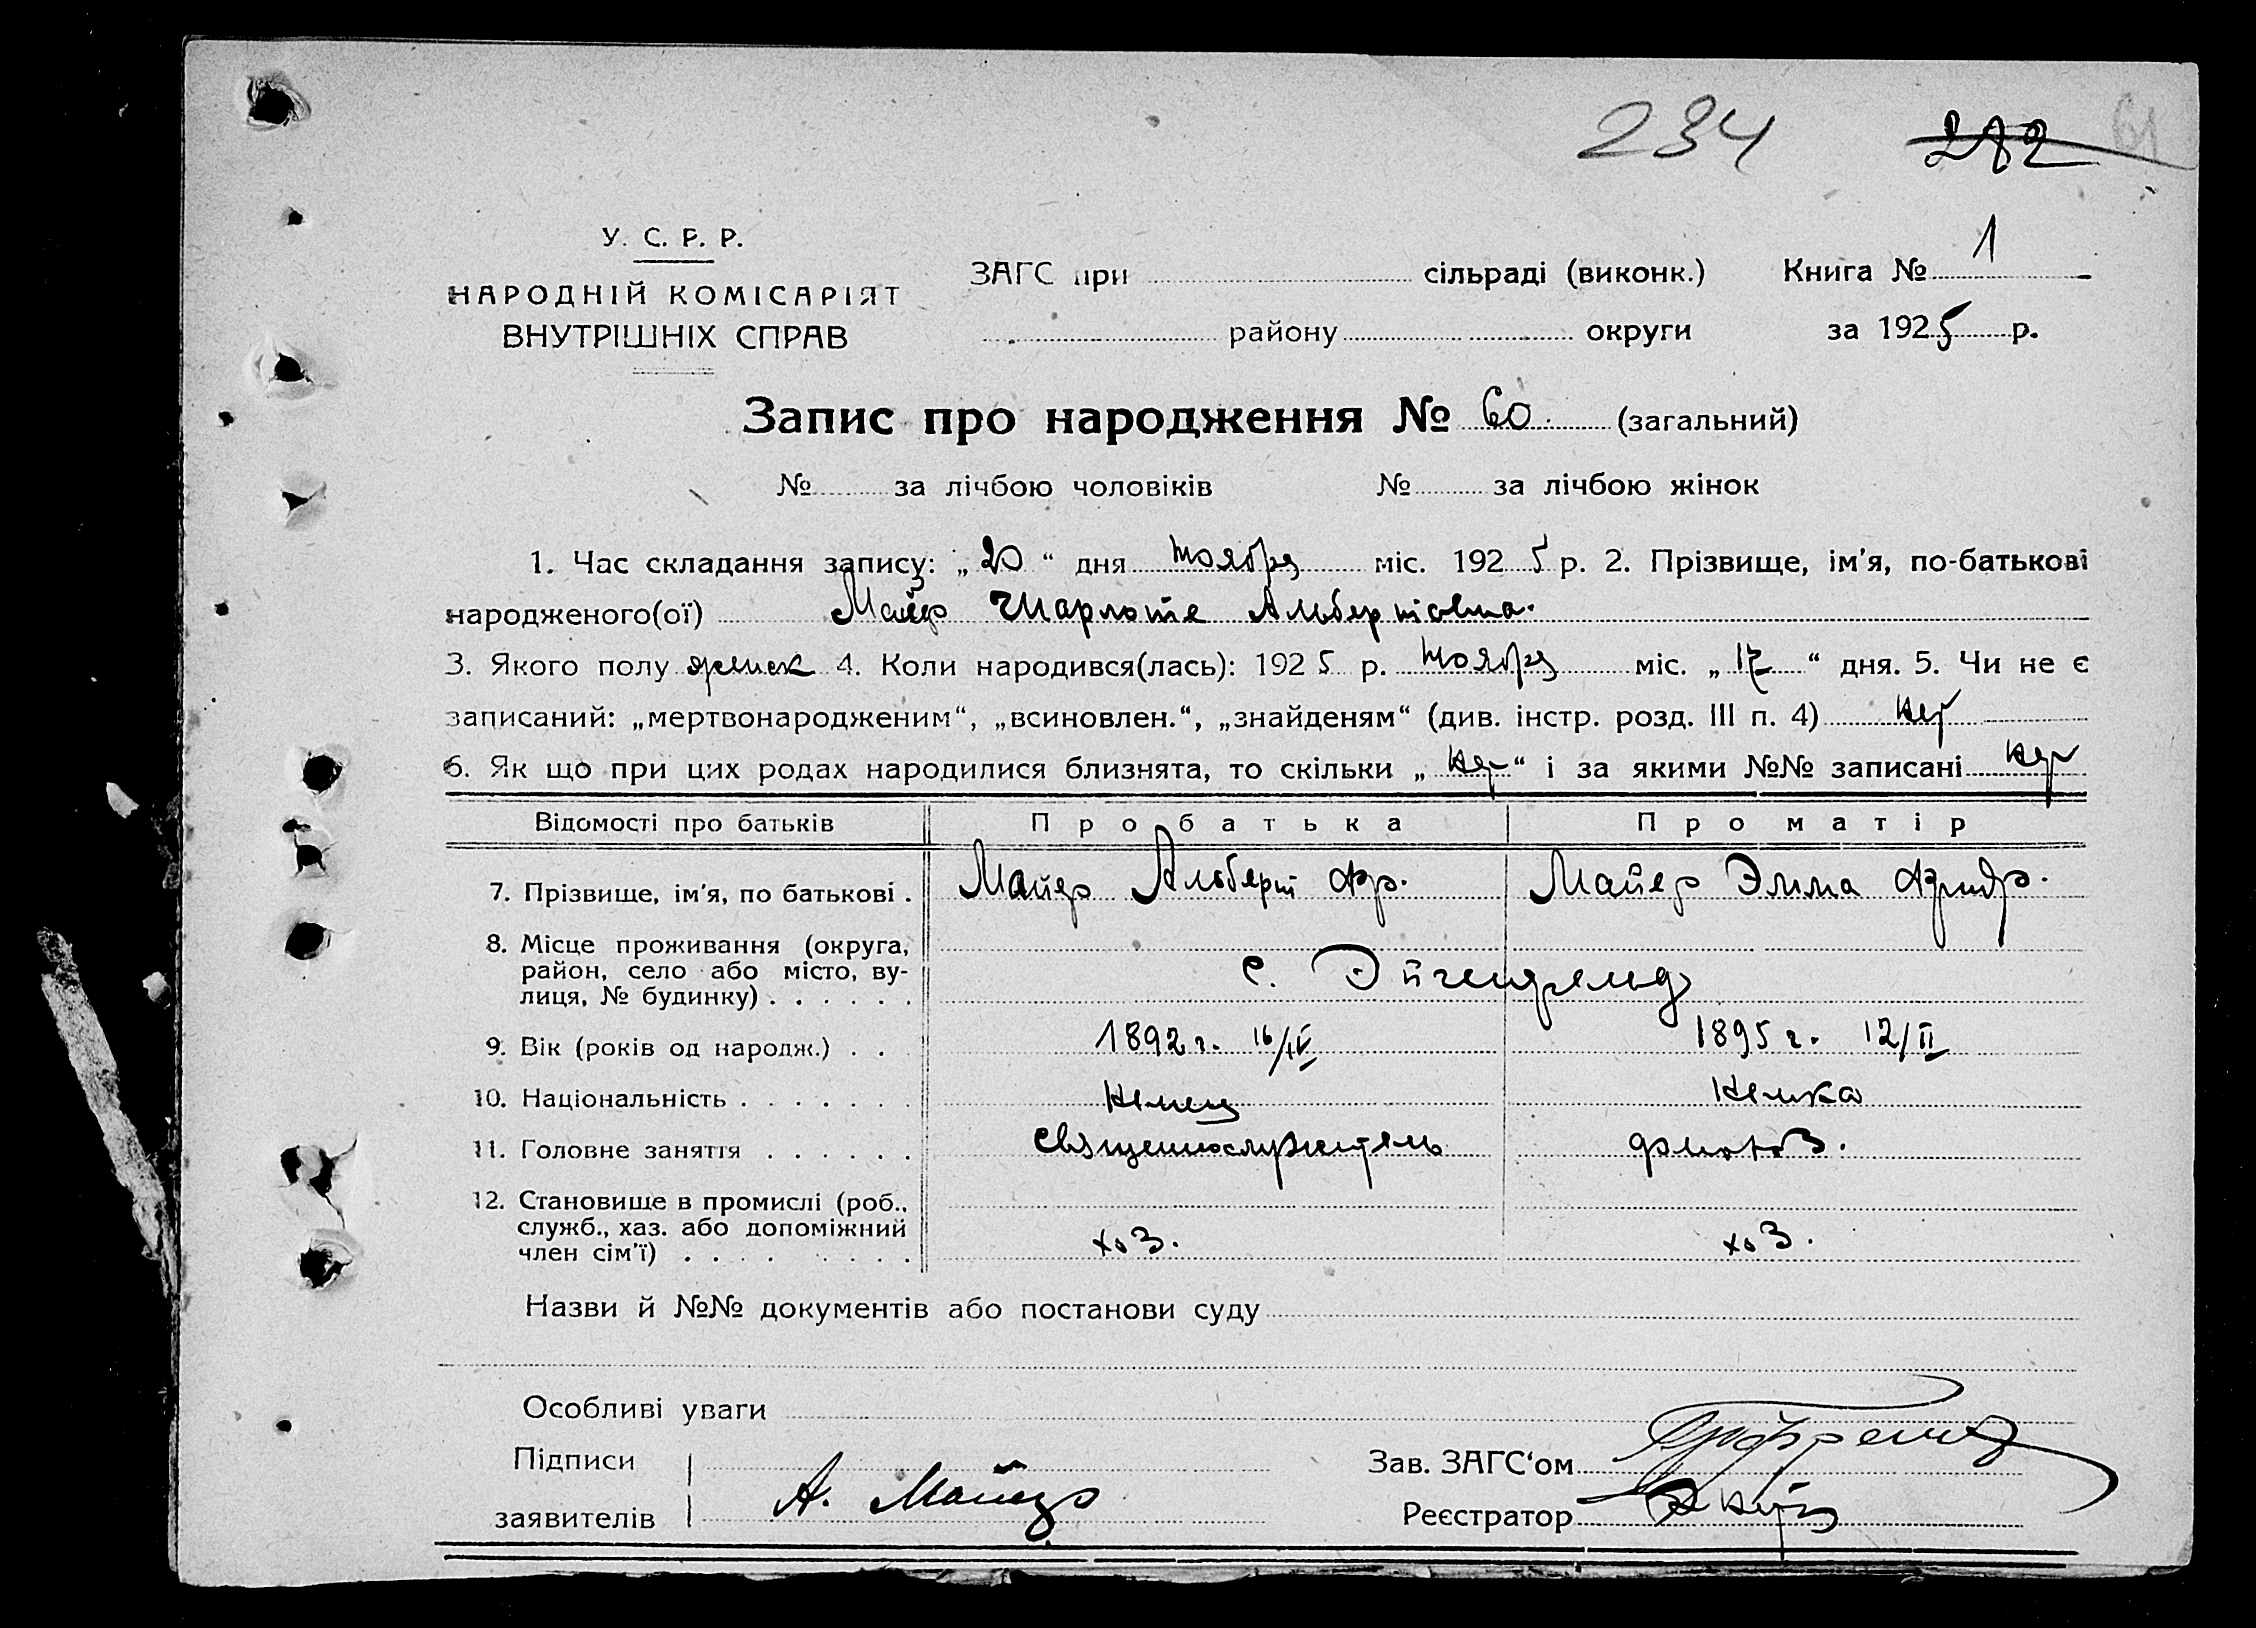 234 282 61
У. С. Р. Р.
НАРОДНІЙ КОМІСАРІЯТ
ВНУТРІШНІХ СПРАВ
ЗАГС при сільраді (виконк.) Книга № 1
району округи за 1925 р.
Запис про народження № 60. (загальний)
№ за лічбою чоловіків № за лічбою жінок
1. Час складання запису: „20“ дня ноября міс. 1925 р. 2. Прізвище, ім'я, по-батькові
народженого(ої) Майер Шарлоте Альбертовна.
3. Якого полу женск 4. Коли народився(лась): 1925 р. ноября міс. „17“ дня. 5. Чи не є
записаний: „мертвонародженим“, „всиновлен.“, „знайденям“ (див. інстр. розд. III п. 4) нет
6. Як що при цих родах народилися близнята, то скільки „нет“ і за якими №№ записані нет
Відомості про батьків Про батька Про матір
7. Прізвище, ім'я, по батькові . Майер Альберт Фр. Майер Эмма Фридр.
8. Місце проживання (округа,
район, село або місто, ву-
лиця, № будинку) . . . . . . с. Эйгенфельд
9. Вік (років од народж.) . . 1892 г. 16/IV 1895 г. 12/II
10. Національність . . . . . . . Немец Немка
11. Головне заняття . . . . . . священнослужитель домохоз.
12. Становище в промислі (роб.,
служб., хаз. або допоміжний
член сім'ї) . . . . . . . . хоз. хоз.
Назви й №№ документів або постанови суду
Особливі уваги
Підписи
заявителів А. Майер
Зав. ЗАГС‘ом
Реєстратор